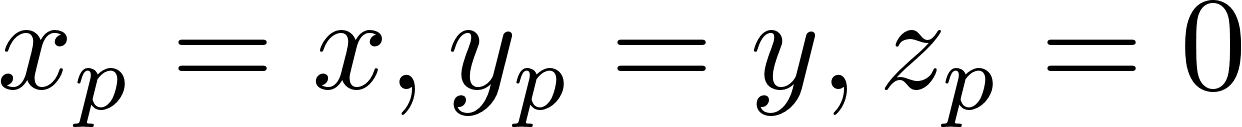 x_p = x, y_p = y, z_p = 0